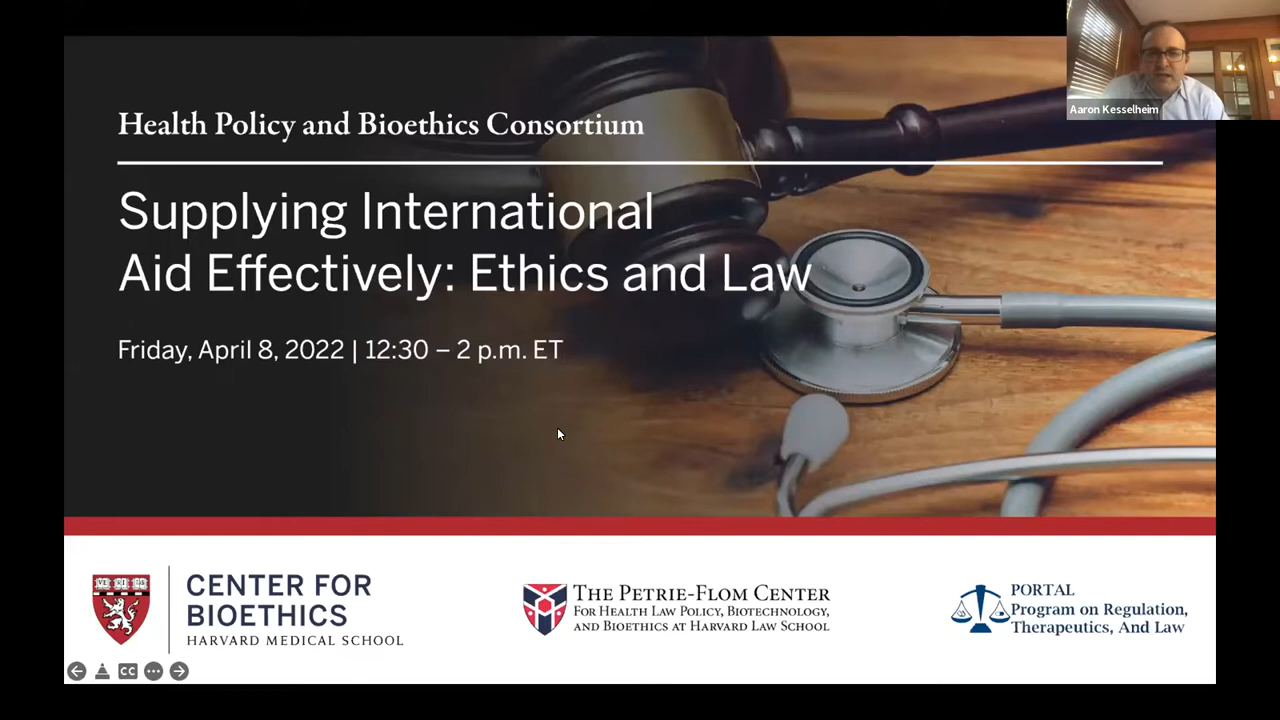 Aaron Kesselheim
Health Policy and Bioethics Consortium
Supplying International
Aid Effectively: Ethics and Law
Friday, April 8, 2022 | 12:30 – 2 p.m. ET
CENTER FOR
BIOETHICS
HARVARD MEDICAL SCHOOL
THE PETRIE-FLOM CENTER
FOR HEALTH LAW POLICY, BIOTECHNOLOGY,
AND BIOETHICS AT HARVARD LAW SCHOOL
PORTAL
Program on Regulation,
Therapeutics, And Law
CC